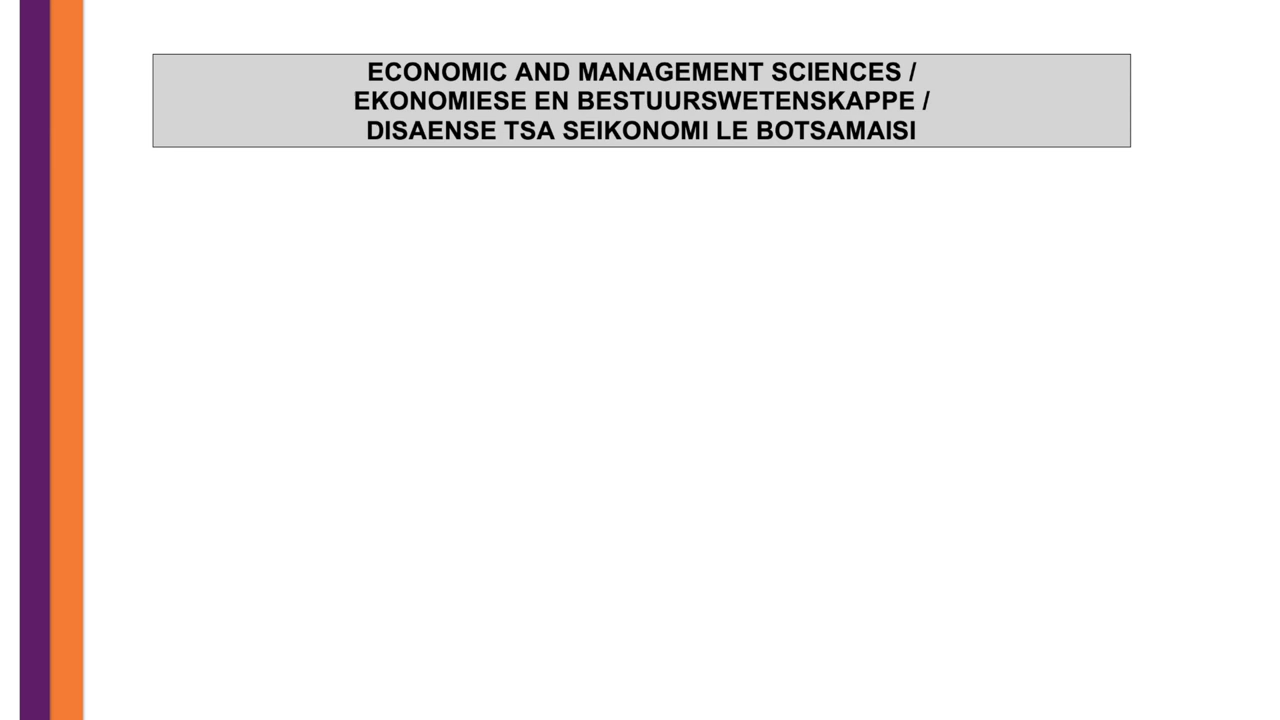 ECONOMIC AND MANAGEMENT SCIENCES /
EKONOMIESE EN BESTUURSWETENSKAPPE /
DISAENSE TSA SEIKONOMI LE BOTSAMAISI